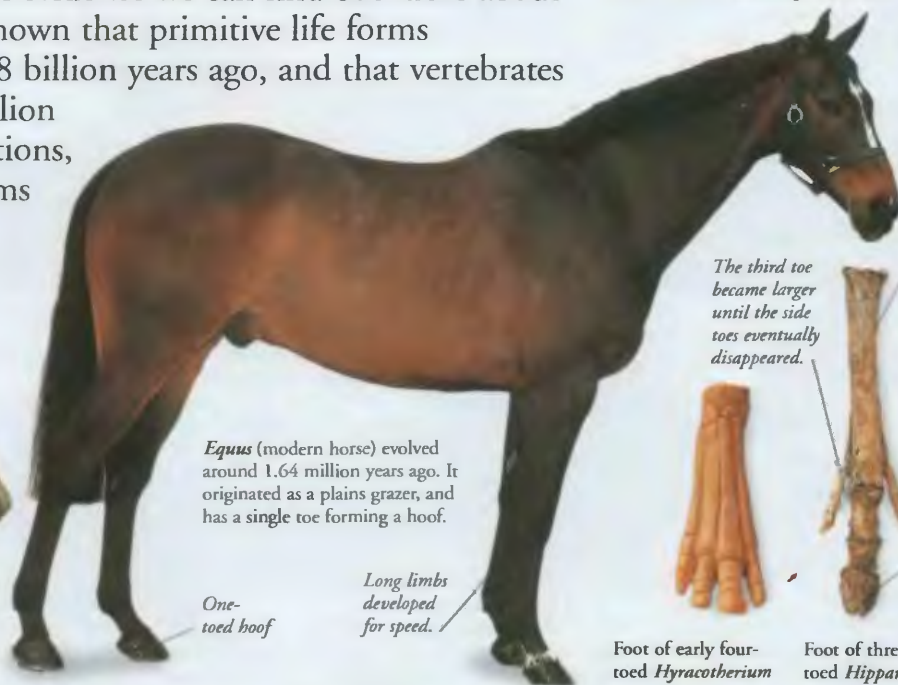 nown that primitive life forms
8 billion years ago, and that vertebrates
lion
tions,
ms
The third toe
became larger
until the side
toes eventually
disappeared.
Equus (modern horse) evolved
around 1.64 million years ago. It
originated as a plains grazer, and
has a single toe forming a hoof.
One-
toed hoof
Long limbs
developed
for speed.
Foot of early four-
toed Hyracotherium
Foot of thre
toed Hippar